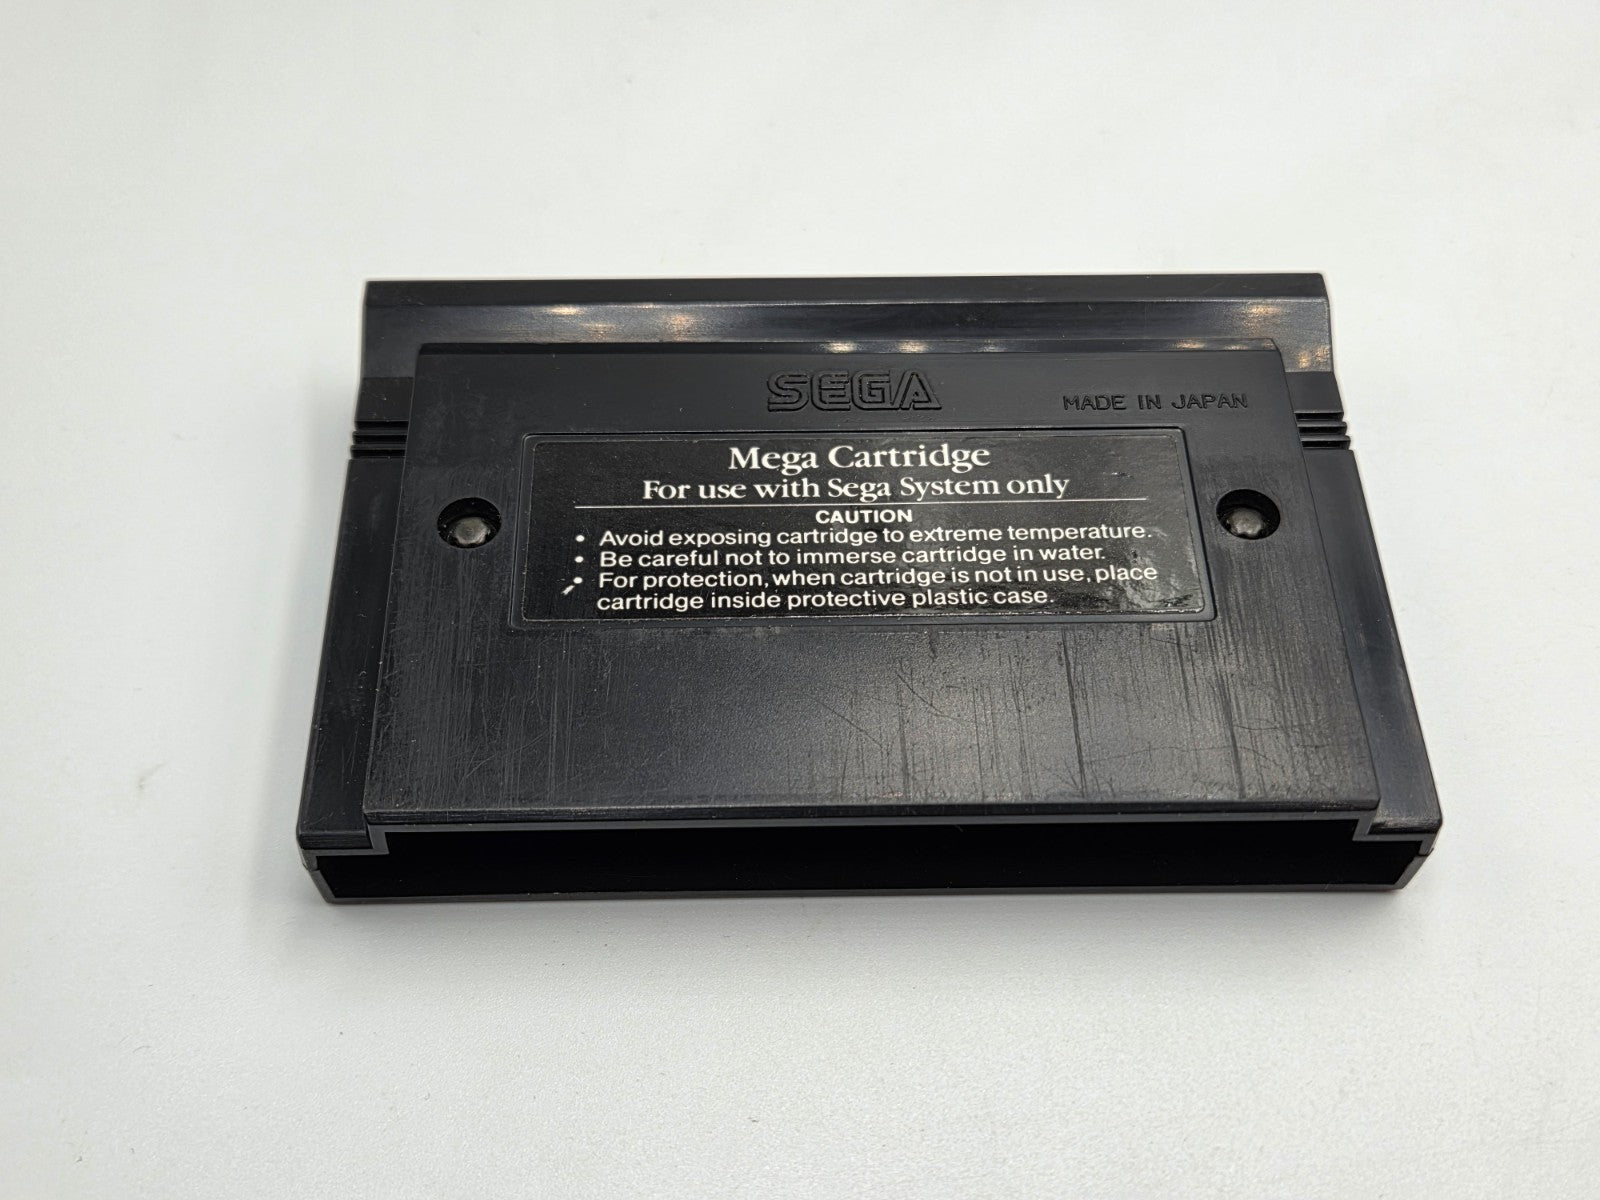 SEGA
MADE IN JAPAN
Mega Cartridge
For use with Sega System only
CAUTION
• Avoid exposing cartridge to extreme temperature.
• Be careful not to immerse cartridge in water.
• For protection, when cartridge is not in use, place
cartridge inside protective plastic case.